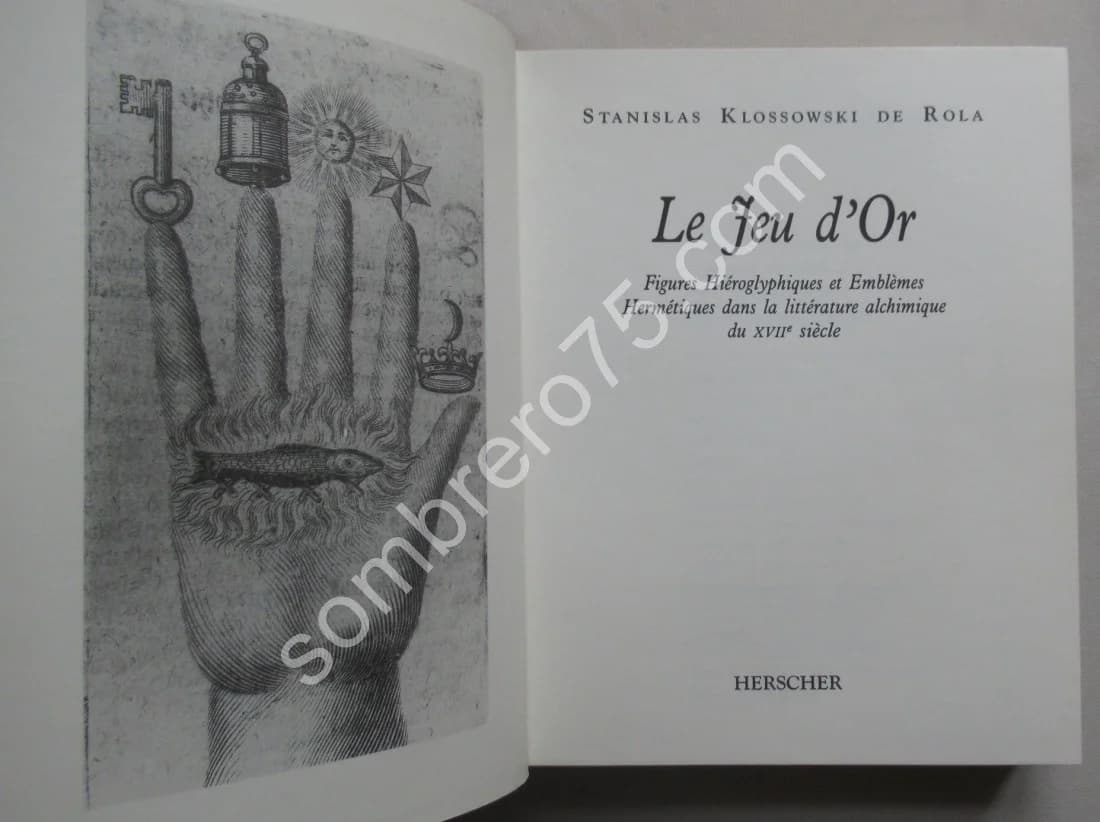 STANISLAS KLOSSOWSKI DE ROLA
Le Jeu d'Or
Figures Hiéroglyphiques et Emblèmes
Hermétiques dans la littérature alchimique
du XVIIe siècle
HERSCHER
sombrero75.com